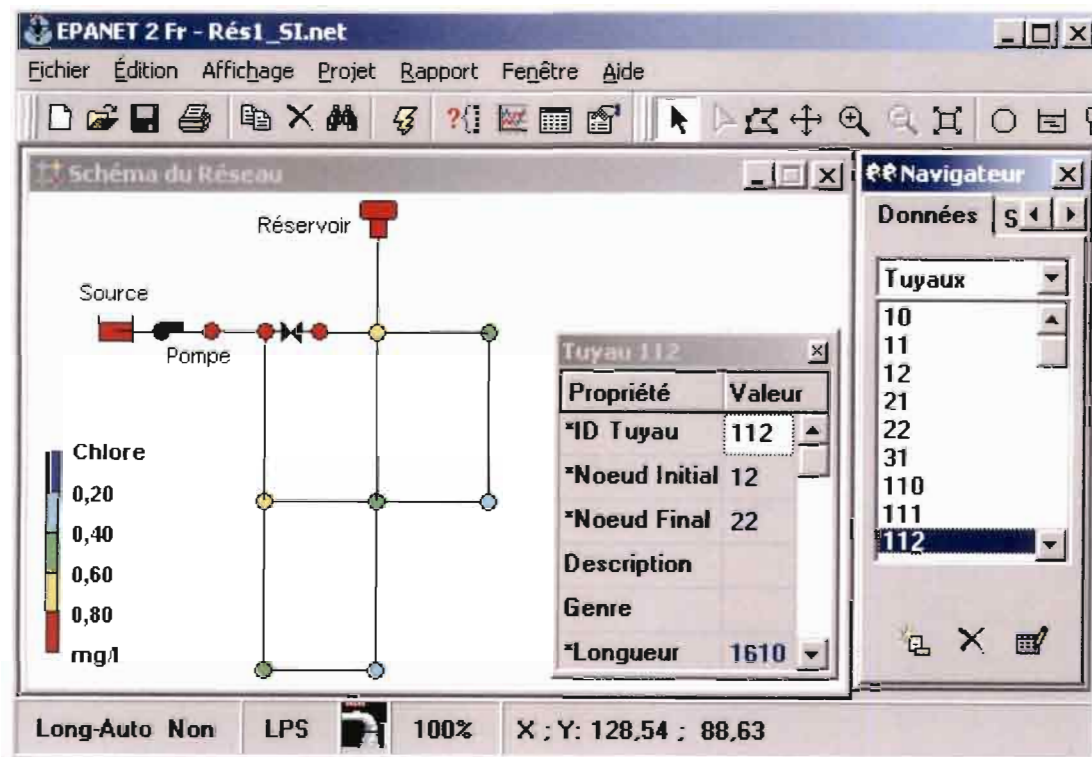 EPANET 2 Fr - Rés1_SI.net
Fichier Édition Affichage Projet Rapport Fenêtre Aide
Schéma du Réseau
Réservoir
Source
Pompe
Chlore
0,20
0,40
0,60
0,80
mg/l
Tuyau 112
Propriété Valeur
*ID Tuyau 112
*Noeud Initial 12
*Noeud Final 22
Description
Genre
*Longueur 1610
Navigateur
Données S
Tuyaux
10
11
12
21
22
31
110
111
112
Long-Auto Non LPS 100% X ; Y: 128,54 ; 88,63